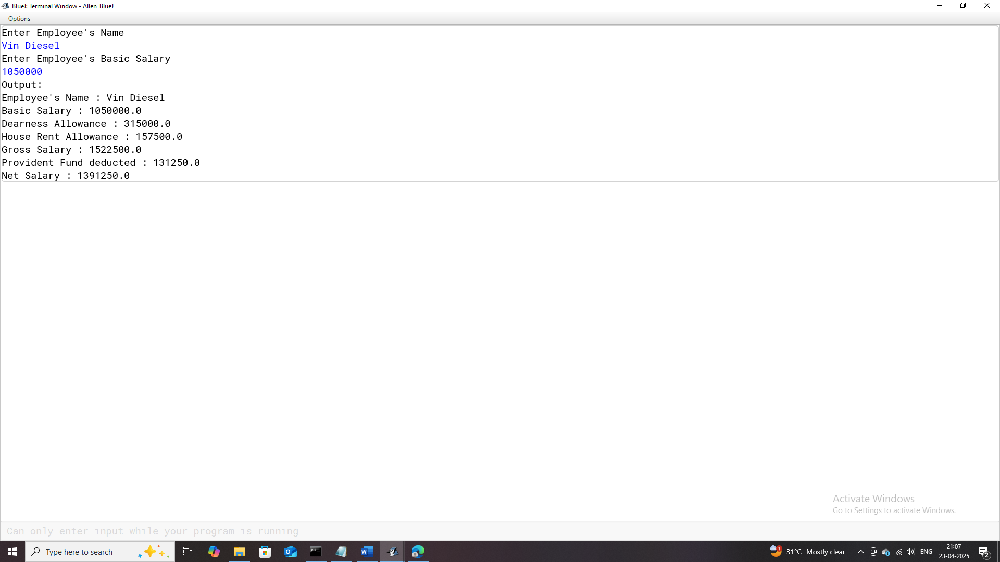 BlueJ: Terminal Window - Allen_BlueJ
Options
Enter Employee's Name
Vin Diesel
Enter Employee's Basic Salary
1050000
Output:
Employee's Name : Vin Diesel
Basic Salary : 1050000.0
Dearness Allowance : 315000.0
House Rent Allowance : 157500.0
Gross Salary : 1522500.0
Provident Fund deducted : 131250.0
Net Salary : 1391250.0
Activate Windows
Go to Settings to activate Windows.
Can only enter input while your program is running
Type here to search
1
31°C Mostly clear
ENG
21:07
23-04-2025
2